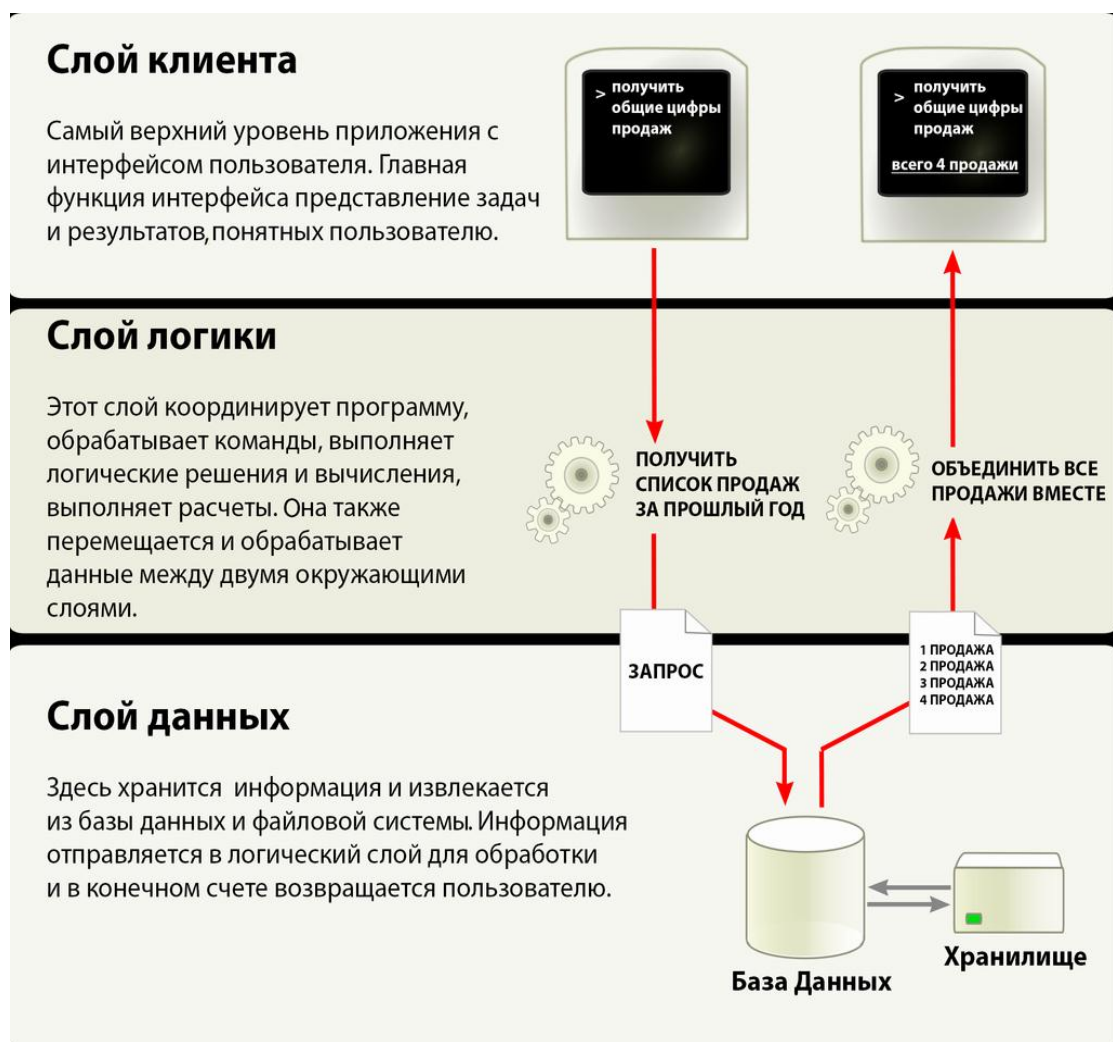 Слой клиента
Самый верхний уровень приложения с
интерфейсом пользователя. Главная
функция интерфейса представление задач
и результатов,понятных пользователю.
> получить
общие цифры
продаж
> получить
общие цифры
продаж
всего 4 продажи
Слой логики
Этот слой координирует программу,
обрабатывает команды, выполняет
логические решения и вычисления,
выполняет расчеты. Она также
перемещается и обрабатывает
данные между двумя окружающими
слоями.
ПОЛУЧИТЬ
СПИСОК ПРОДАЖ
ЗА ПРОШЛЫЙ ГОД
ОБЪЕДИНИТЬ ВСЕ
ПРОДАЖИ ВМЕСТЕ
ЗАПРОС
1 ПРОДАЖА
2 ПРОДАЖА
3 ПРОДАЖА
4 ПРОДАЖА
Слой данных
Здесь хранится информация и извлекается
из базы данных и файловой системы. Информация
отправляется в логический слой для обработки
и в конечном счете возвращается пользователю.
База Данных
Хранилище